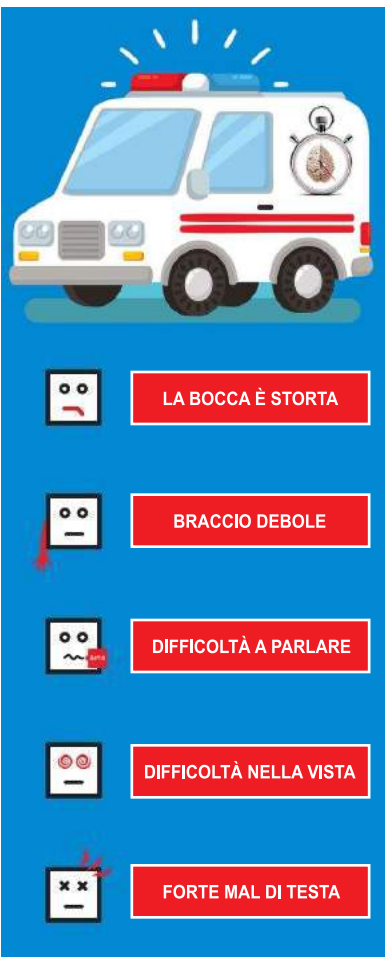 LA BOCCA È STORTA
BRACCIO DEBOLE
DIFFICOLTÀ A PARLARE
DIFFICOLTÀ NELLA VISTA
FORTE MAL DI TESTA